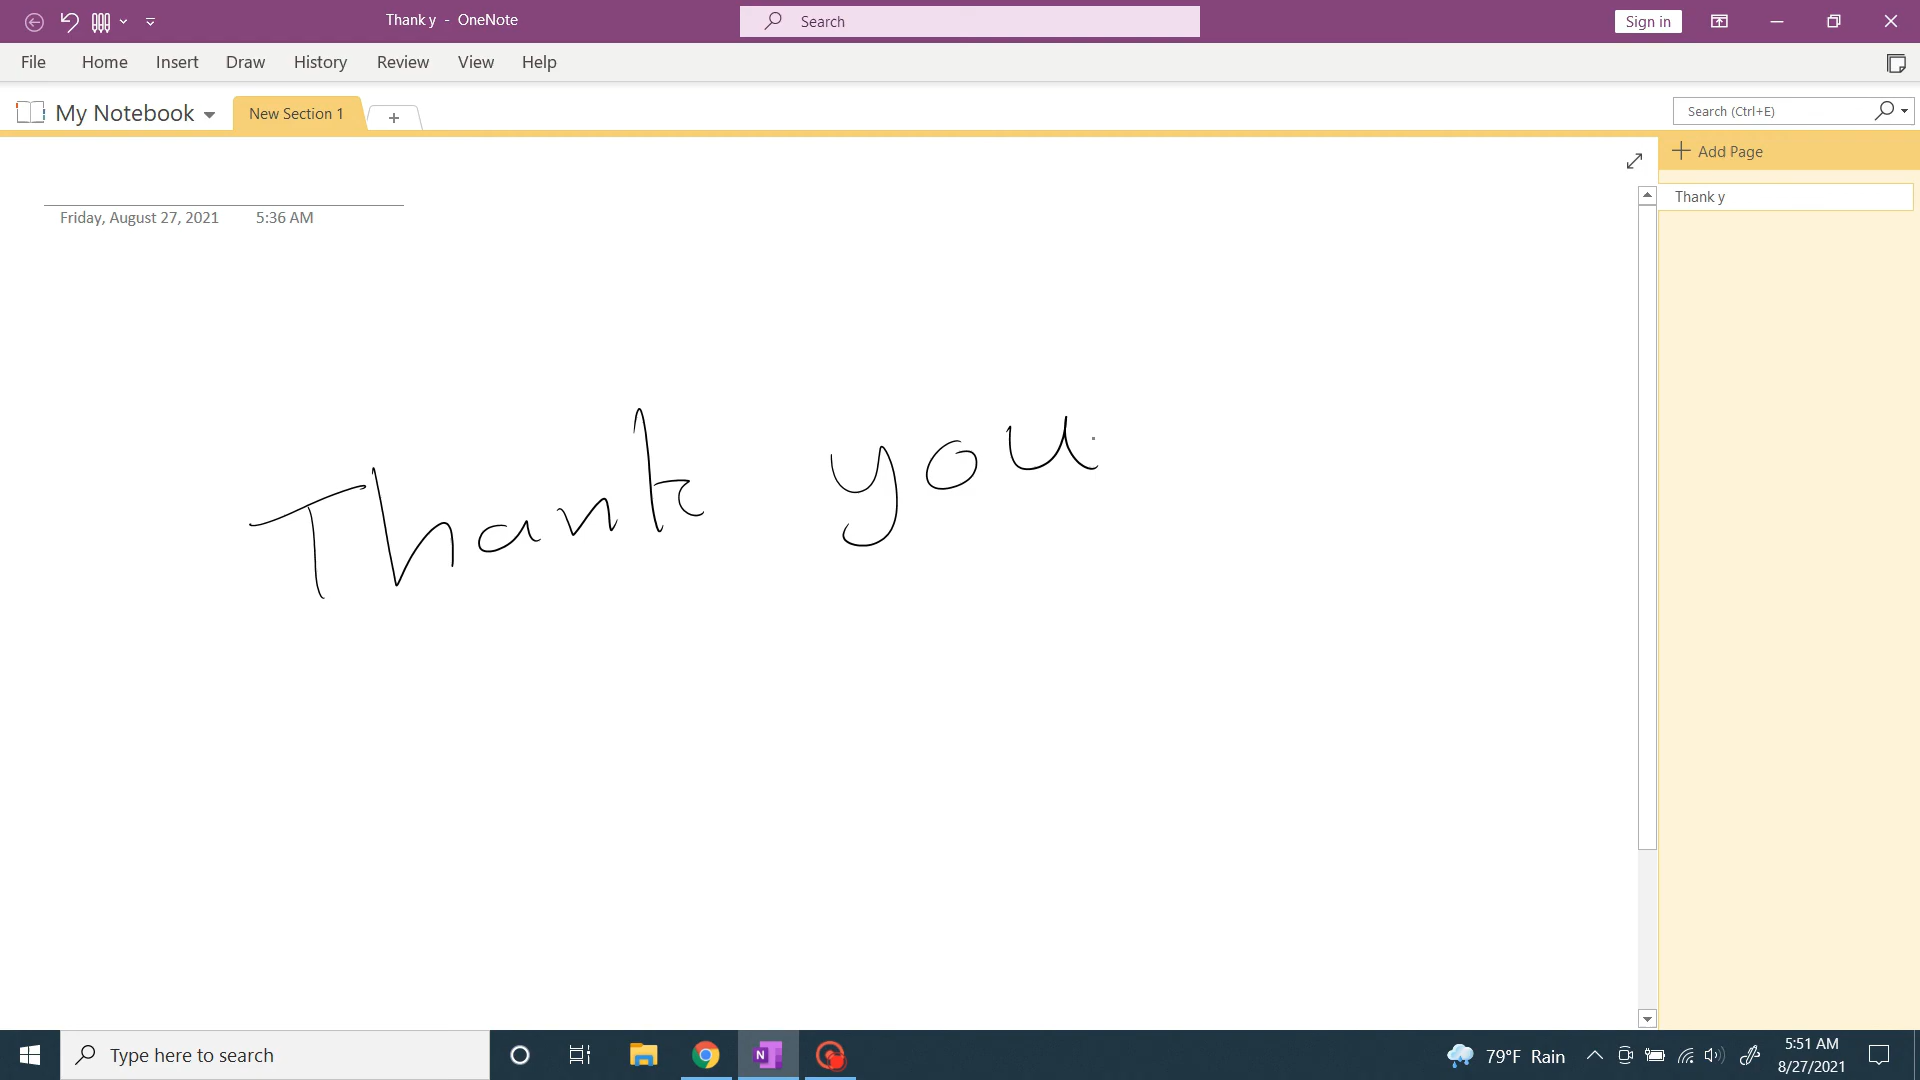 Thank y - OneNote
Search
Sign in
File Home Insert Draw History Review View Help
My Notebook
New Section 1
+
Search (Ctrl+E)
Add Page
Thank y
Friday, August 27, 2021 5:36 AM
Thank you
Type here to search
N
79°F Rain
5:51 AM
8/27/2021